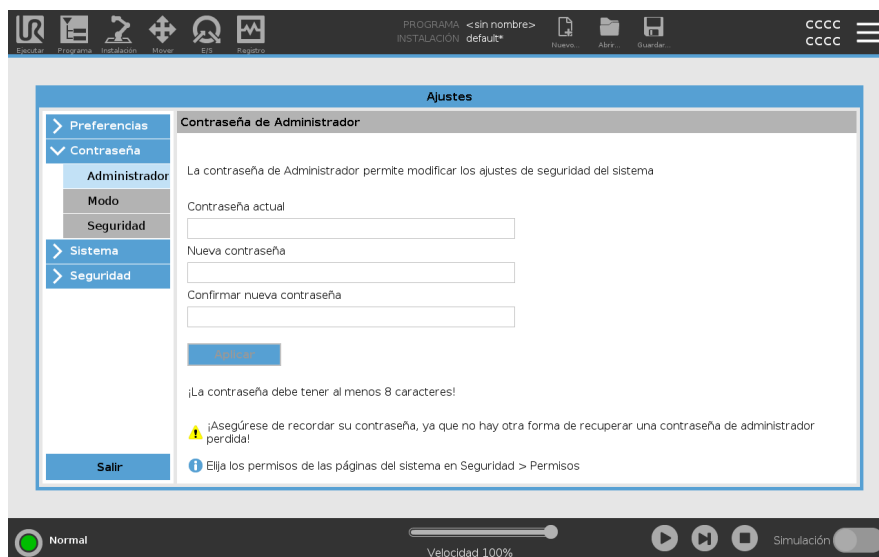 PROGRAMA <sin nombre>
INSTALACIÓN default*
cccc
cccc
Ejecutar
Programa
Instalación
Mover
E/S
Registro
Nuevo...
Abrir...
Guardar...
Ajustes
Preferencias
Contraseña
Administrador
Modo
Seguridad
Sistema
Seguridad
Salir
Contraseña de Administrador
La contraseña de Administrador permite modificar los ajustes de seguridad del sistema
Contraseña actual
Nueva contraseña
Confirmar nueva contraseña
Aplicar
¡La contraseña debe tener al menos 8 caracteres!
¡Asegúrese de recordar su contraseña, ya que no hay otra forma de recuperar una contraseña de administrador
perdida!
Elija los permisos de las páginas del sistema en Seguridad > Permisos
Normal
Velocidad 100%
Simulación